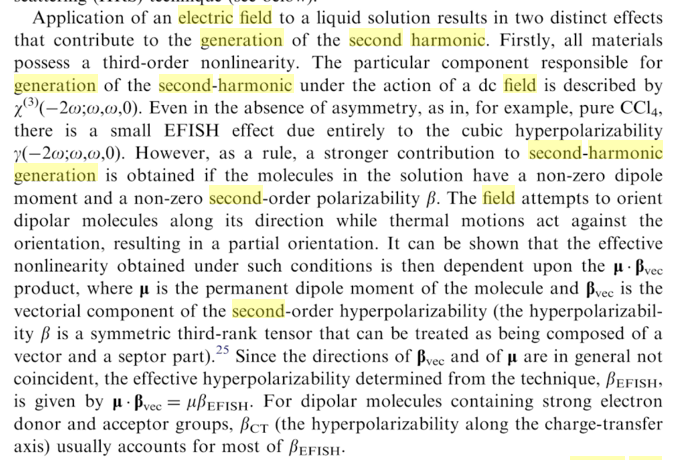 scattering (HRS) technique (see below).
Application of an electric field to a liquid solution results in two distinct effects
that contribute to the generation of the second harmonic. Firstly, all materials
possess a third-order nonlinearity. The particular component responsible for
generation of the second-harmonic under the action of a dc field is described by
χ(3)(−2ω;ω,ω,0). Even in the absence of asymmetry, as in, for example, pure CCl4,
there is a small EFISH effect due entirely to the cubic hyperpolarizability
γ(−2ω;ω,ω,0). However, as a rule, a stronger contribution to second-harmonic
generation is obtained if the molecules in the solution have a non-zero dipole
moment and a non-zero second-order polarizability β. The field attempts to orient
dipolar molecules along its direction while thermal motions act against the
orientation, resulting in a partial orientation. It can be shown that the effective
nonlinearity obtained under such conditions is then dependent upon the μ · βvec
product, where μ is the permanent dipole moment of the molecule and βvec is the
vectorial component of the second-order hyperpolarizability (the hyperpolarizabil-
ity β is a symmetric third-rank tensor that can be treated as being composed of a
vector and a septor part).25 Since the directions of βvec and of μ are in general not
coincident, the effective hyperpolarizability determined from the technique, βEFISH,
is given by μ · βvec = μβEFISH. For dipolar molecules containing strong electron
donor and acceptor groups, βCT (the hyperpolarizability along the charge-transfer
axis) usually accounts for most of βEFISH.